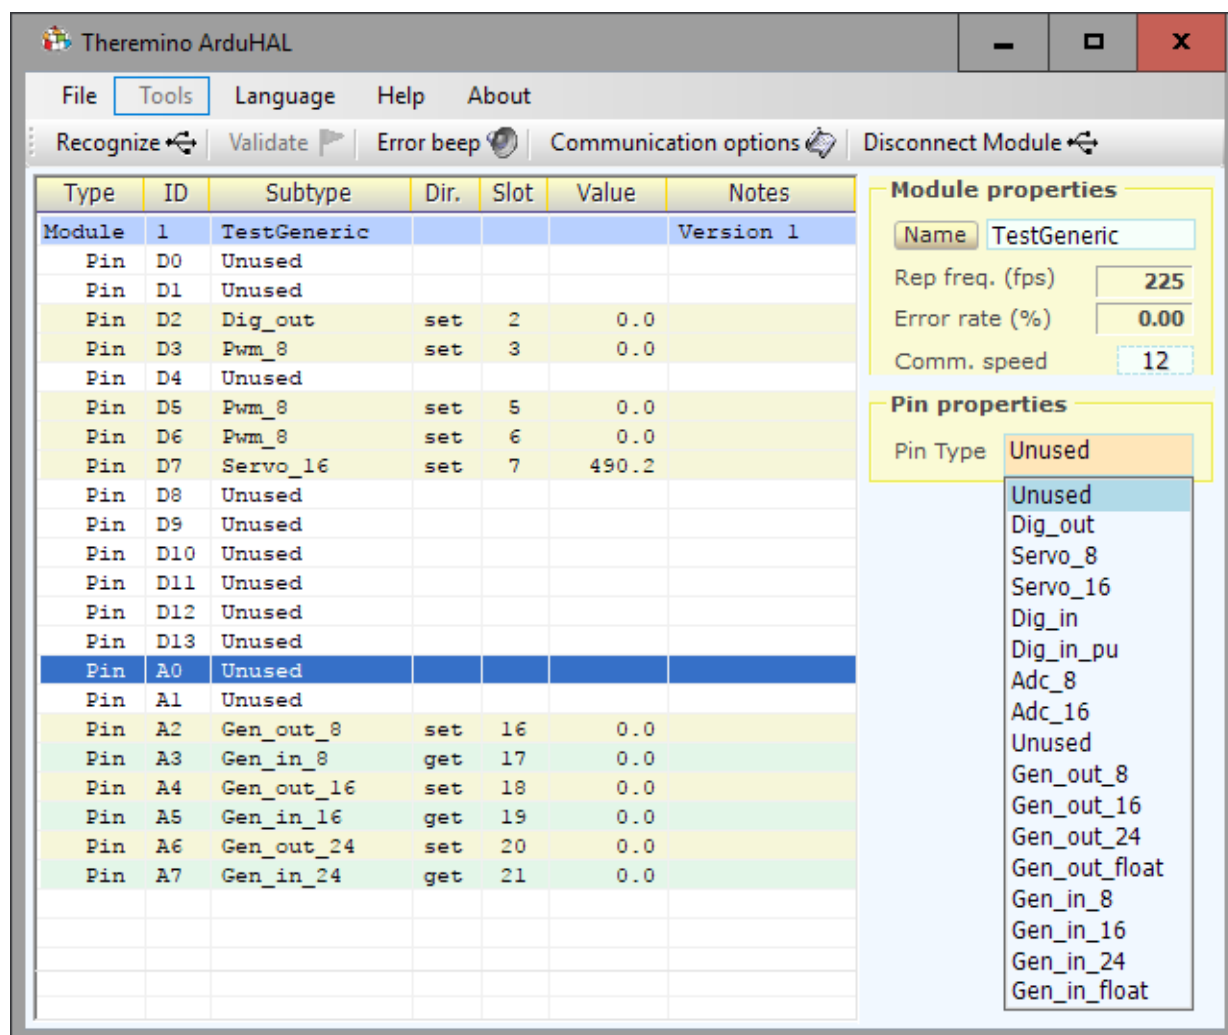 Theremino ArduHAL
File Tools Language Help About
Recognize Validate Error beep Communication options Disconnect Module
Type ID Subtype Dir. Slot Value Notes
Module 1 TestGeneric Version 1
Pin D0 Unused
Pin D1 Unused
Pin D2 Dig_out set 2 0.0
Pin D3 Pwm_8 set 3 0.0
Pin D4 Unused
Pin D5 Pwm_8 set 5 0.0
Pin D6 Pwm_8 set 6 0.0
Pin D7 Servo_16 set 7 490.2
Pin D8 Unused
Pin D9 Unused
Pin D10 Unused
Pin D11 Unused
Pin D12 Unused
Pin D13 Unused
Pin A0 Unused
Pin A1 Unused
Pin A2 Gen_out_8 set 16 0.0
Pin A3 Gen_in_8 get 17 0.0
Pin A4 Gen_out_16 set 18 0.0
Pin A5 Gen_in_16 get 19 0.0
Pin A6 Gen_out_24 set 20 0.0
Pin A7 Gen_in_24 get 21 0.0
Module properties
Name TestGeneric
Rep freq. (fps) 225
Error rate (%) 0.00
Comm. speed 12
Pin properties
Pin Type Unused
Unused
Dig_out
Servo_8
Servo_16
Dig_in
Dig_in_pu
Adc_8
Adc_16
Unused
Gen_out_8
Gen_out_16
Gen_out_24
Gen_out_float
Gen_in_8
Gen_in_16
Gen_in_24
Gen_in_float